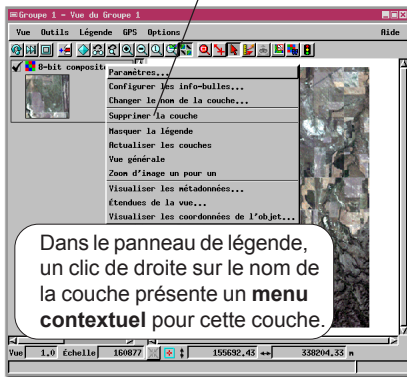 Groupe 1 - Vue du Groupe 1
Vue Outils Légende GPS Options Aide
8-bit composite
Paramètres...
Configurer les info-bulles...
Changer le nom de la couche...
Supprimer la couche
Masquer la légende
Actualiser les couches
Vue générale
Zoom d'image un pour un
Visualiser les métadonnées...
Étendues de la vue...
Visualiser les coordonnées de l'objet...
Dans le panneau de légende,
un clic de droite sur le nom de
la couche présente un menu
contextuel pour cette couche.
Vue 1.0 Échelle 160877 155692.43 338204.33 m